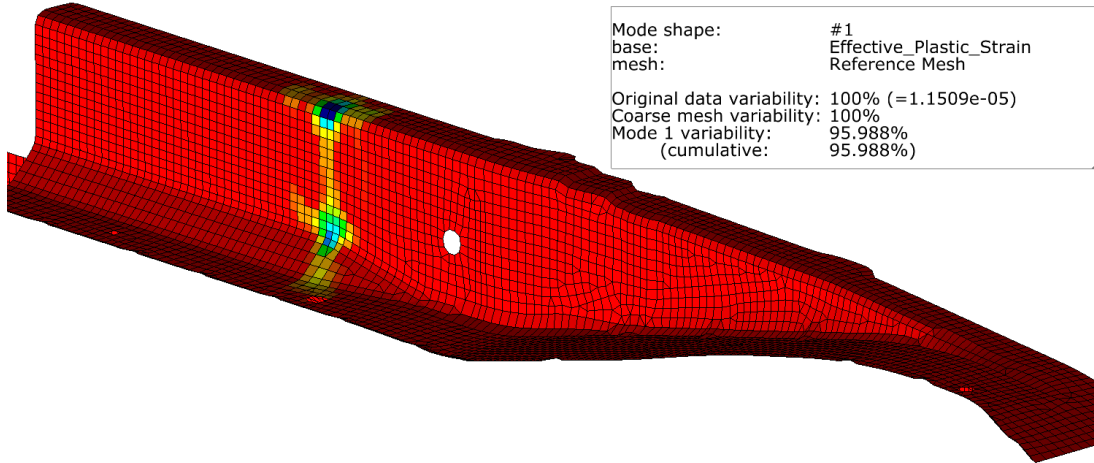 Mode shape: #1
base: Effective_Plastic_Strain
mesh: Reference Mesh
Original data variability: 100% (=1.1509e-05)
Coarse mesh variability: 100%
Mode 1 variability: 95.988%
(cumulative: 95.988%)